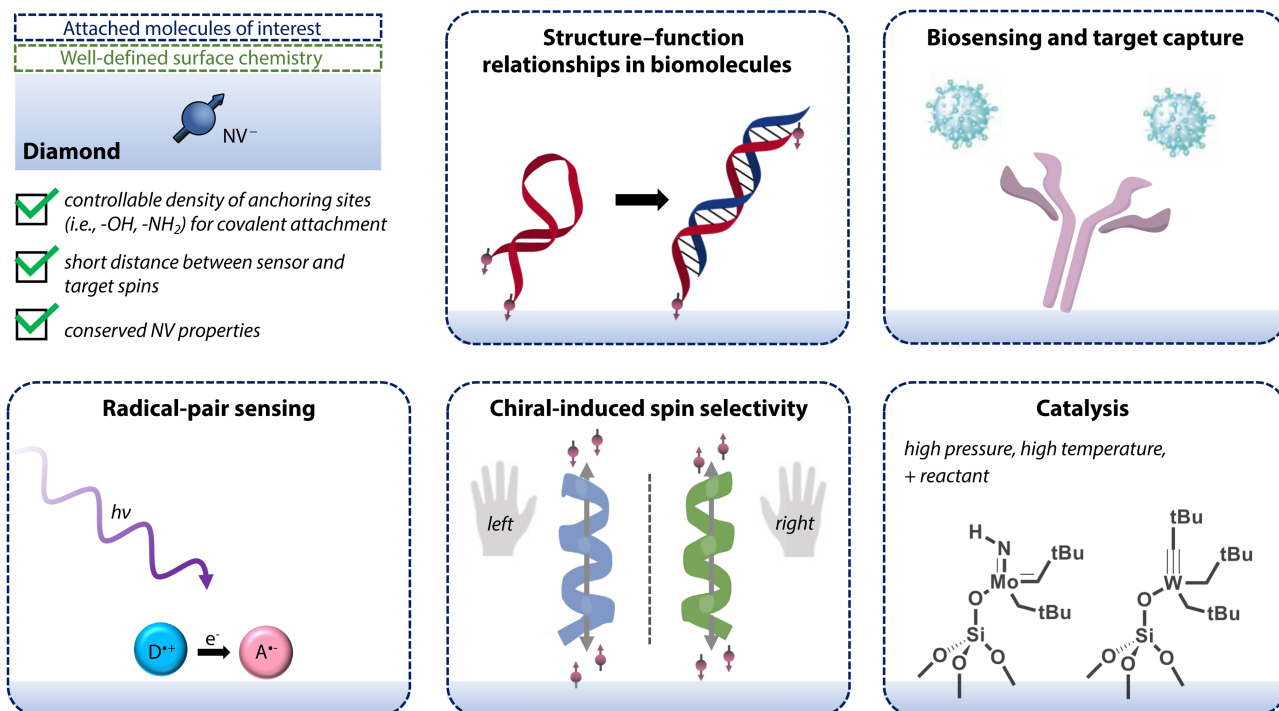 Attached molecules of interest
Well-defined surface chemistry
NV⁻
Diamond
controllable density of anchoring sites
(i.e., -OH, -NH₂) for covalent attachment
short distance between sensor and
target spins
conserved NV properties
Structure–function
relationships in biomolecules
Biosensing and target capture
Radical-pair sensing
hν
e⁻
D•+
A•-
Chiral-induced spin selectivity
left
right
Catalysis
high pressure, high temperature,
+ reactant
H
N
tBu
Mo
O
tBu
Si
O
O
O
tBu
tBu
W
O
tBu
Si
O
O
O